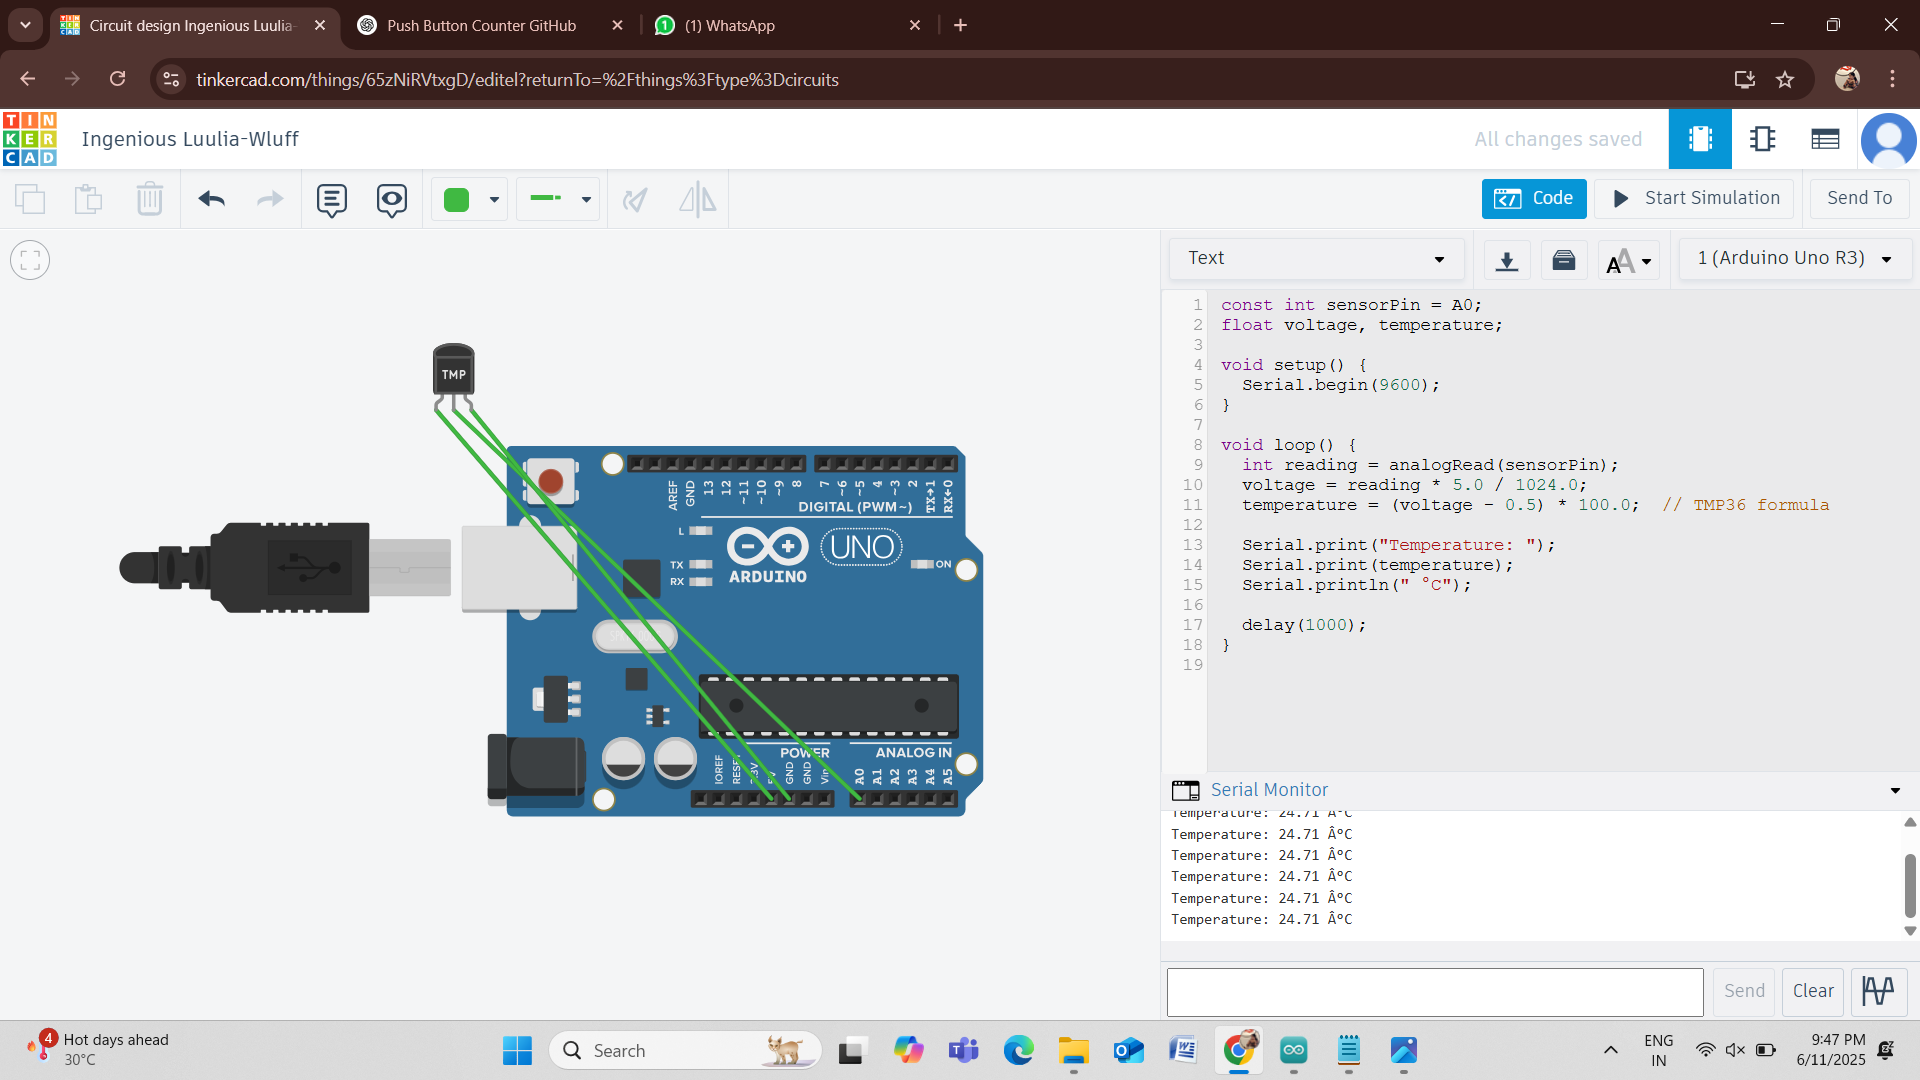 Circuit design Ingenious Luulia-
Push Button Counter GitHub
(1) WhatsApp
tinkercad.com/things/65zNiRVtxgD/editel?returnTo=%2Fthings%3Ftype%3Dcircuits
TIN
KER
CAD
Ingenious Luulia-Wluff
All changes saved
Code
Start Simulation
Send To
Text
1 (Arduino Uno R3)
1 const int sensorPin = A0;
2 float voltage, temperature;
3
4 void setup() {
5 Serial.begin(9600);
6 }
7
8 void loop() {
9 int reading = analogRead(sensorPin);
10 voltage = reading * 5.0 / 1024.0;
11 temperature = (voltage - 0.5) * 100.0; // TMP36 formula
12
13 Serial.print("Temperature: ");
14 Serial.print(temperature);
15 Serial.println(" °C");
16
17 delay(1000);
18 }
19
TMP
AREF GND 13 12 ~11 ~10 ~9 8 7 ~6 ~5 4 ~3 2 TX→1 RX←0
DIGITAL (PWM~)
L
TX
RX
ARDUINO
UNO
ON
POWER
ANALOG IN
IOREF GND GND Vin A0 A1 A2 A3 A4 A5
Serial Monitor
Temperature: 24.71 Â°C
Temperature: 24.71 Â°C
Temperature: 24.71 Â°C
Temperature: 24.71 Â°C
Temperature: 24.71 Â°C
Temperature: 24.71 Â°C
Send
Clear
4
Hot days ahead
30°C
Search
ENG
IN
9:47 PM
6/11/2025